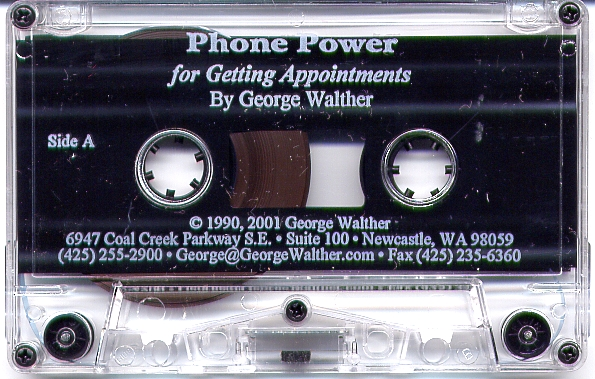 Phone Power
for Getting Appointments
By George Walther
Side A
© 1990, 2001 George Walther
6947 Coal Creek Parkway S.E. • Suite 100 • Newcastle, WA 98059
(425) 255-2900 • George@GeorgeWalther.com • Fax (425) 235-6360